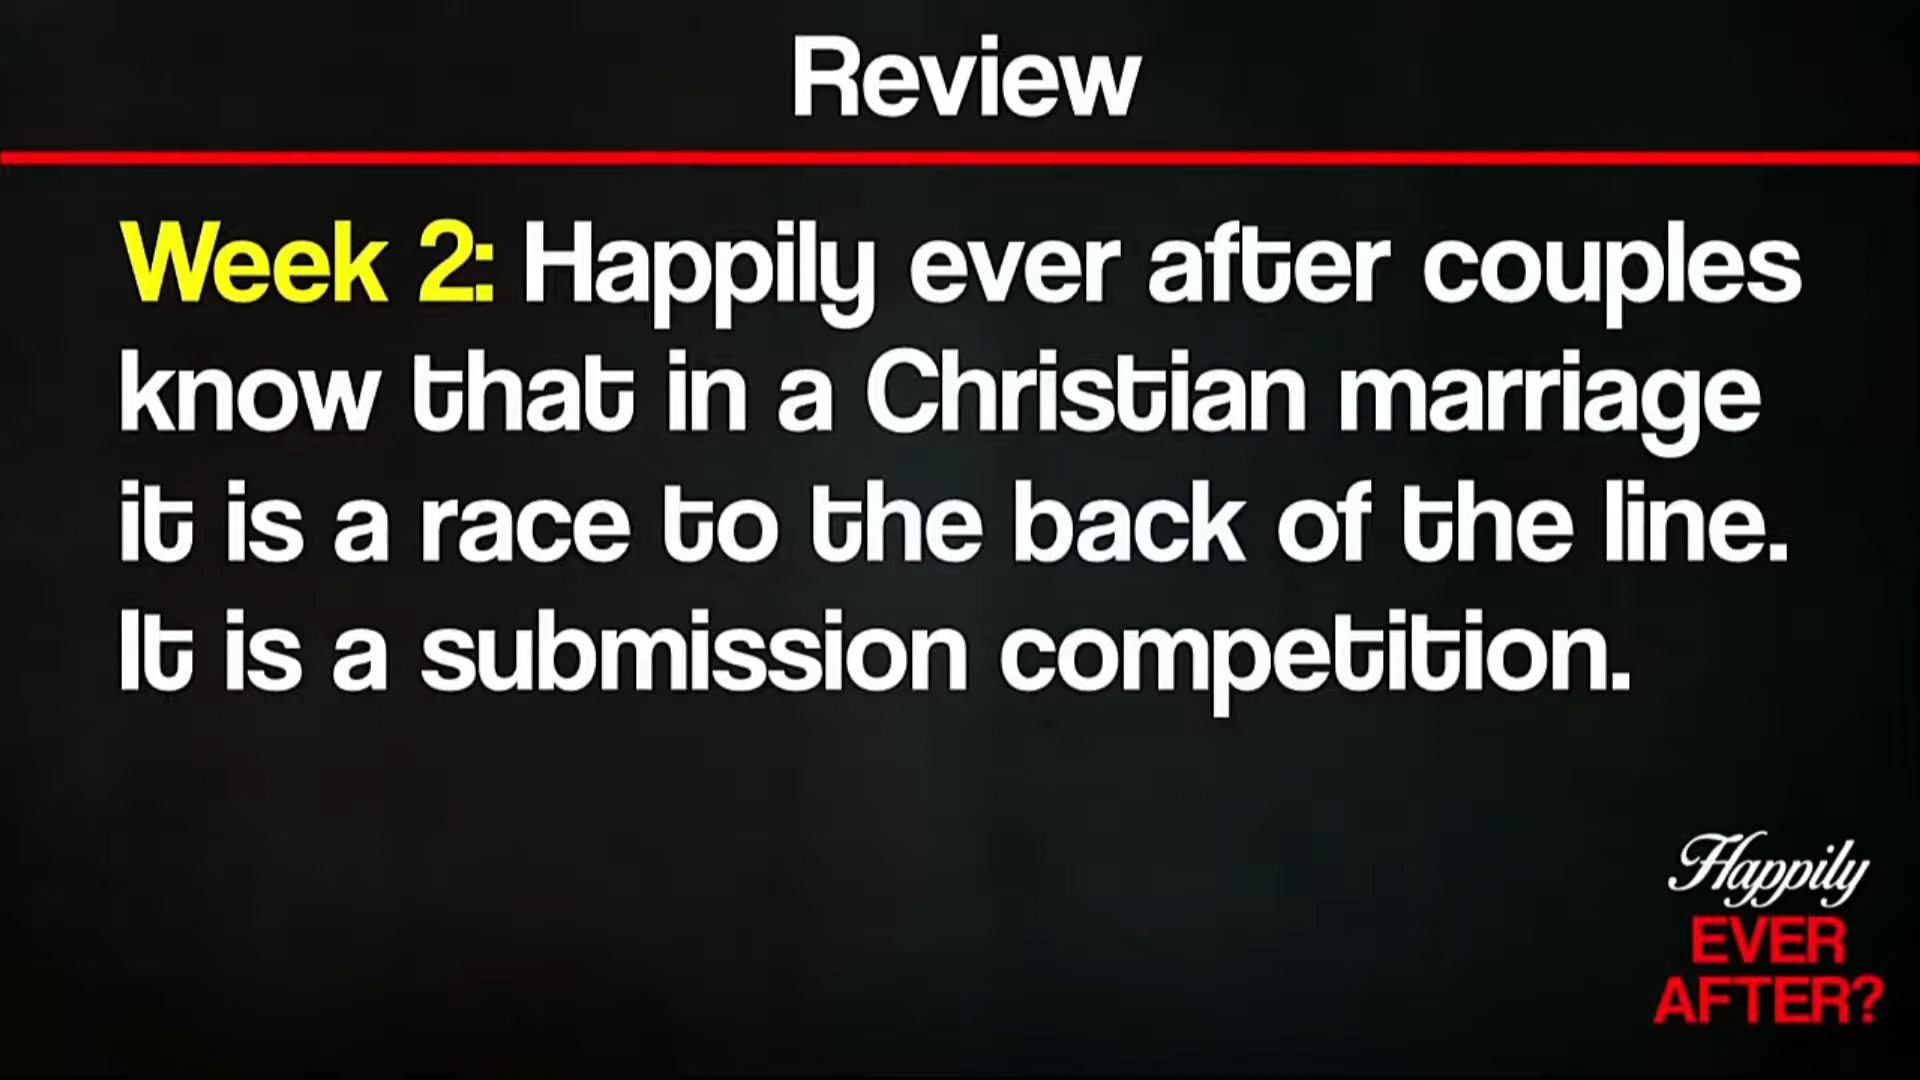 Review
Week 2: Happily ever after couples
know that in a Christian marriage
it is a race to the back of the line.
It is a submission competition.
Happily
EVER
AFTER?